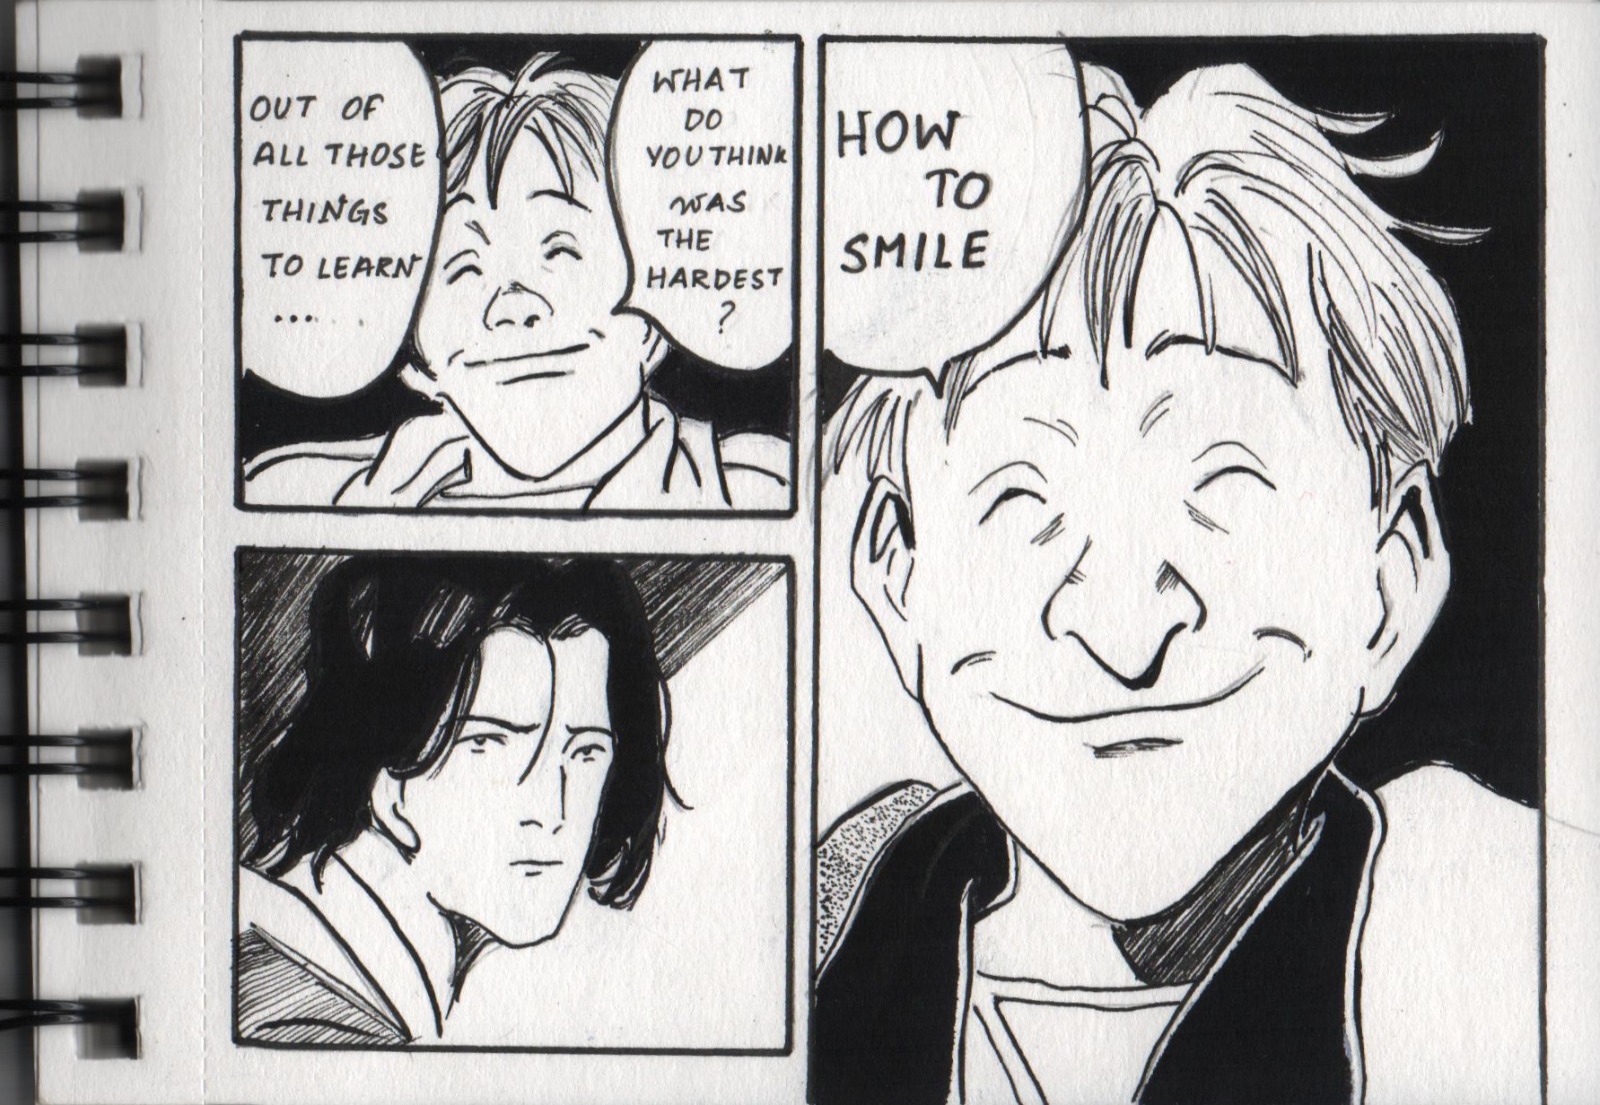 OUT OF
ALL THOSE
THINGS
TO LEARN
...
WHAT
DO
YOU THINK
WAS
THE
HARDEST
?
HOW
TO
SMILE